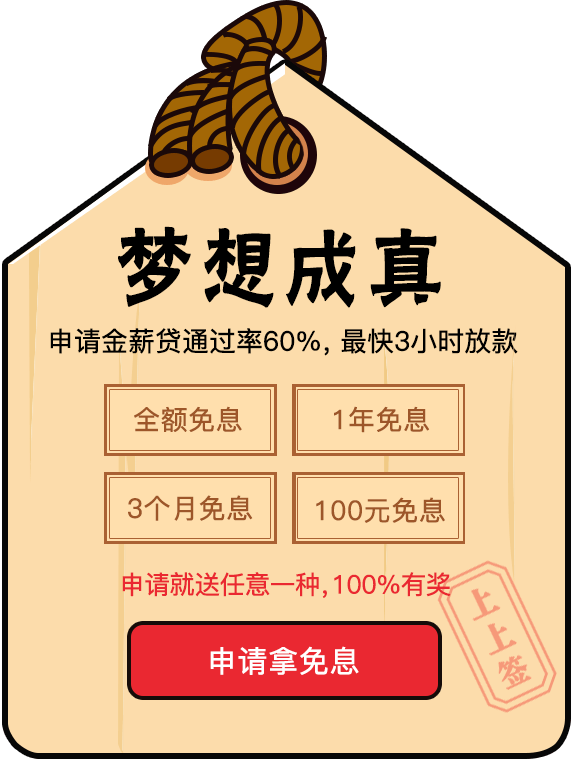 梦想成真
申请金薪贷通过率60%, 最快3小时放款
全额免息
1年免息
3个月免息
100元免息
申请就送任意一种,100%有奖
上上签
申请拿免息